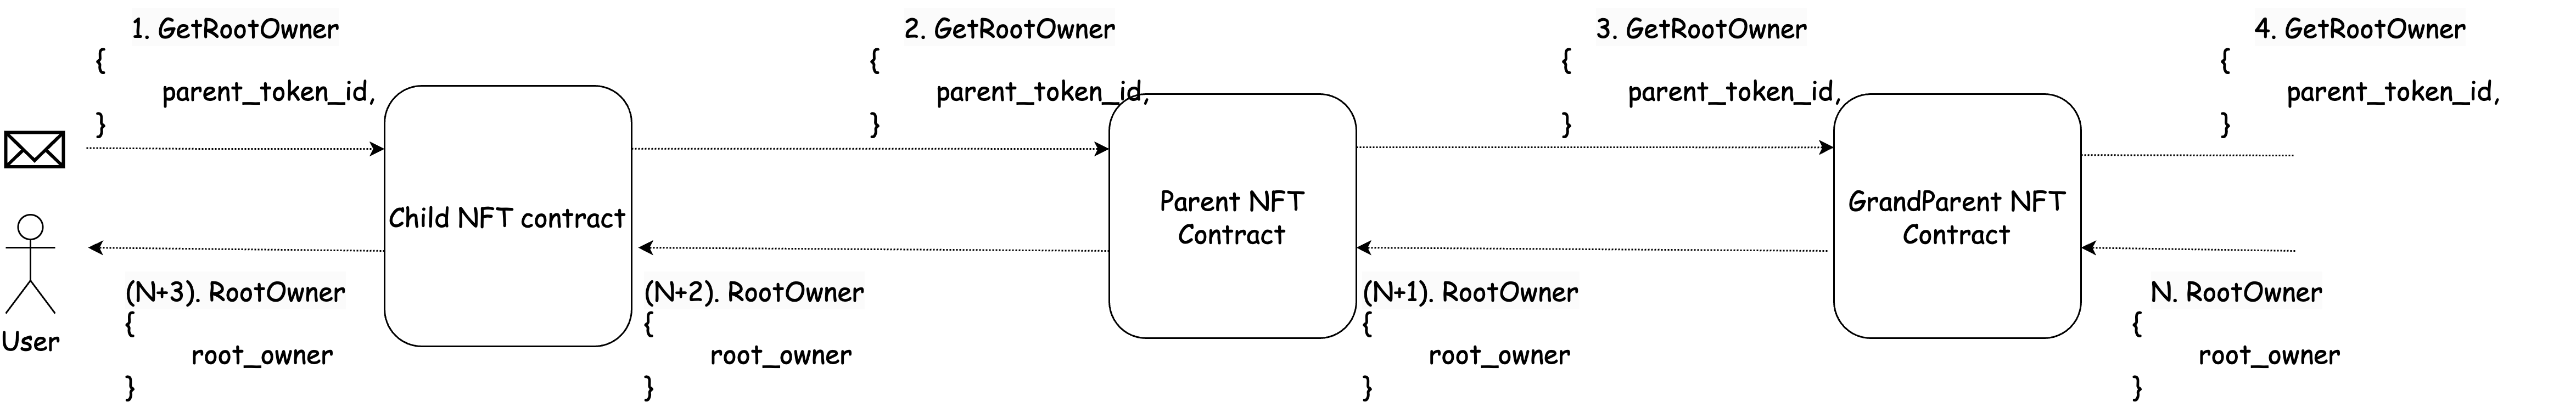 1. GetRootOwner
{
parent_token_id,
}
2. GetRootOwner
{
parent_token_id,
}
3. GetRootOwner
{
parent_token_id,
}
4. GetRootOwner
{
parent_token_id,
}
Child NFT contract
Parent NFT
Contract
GrandParent NFT
Contract
User
(N+3). RootOwner
{
root_owner
}
(N+2). RootOwner
{
root_owner
}
(N+1). RootOwner
{
root_owner
}
N. RootOwner
{
root_owner
}